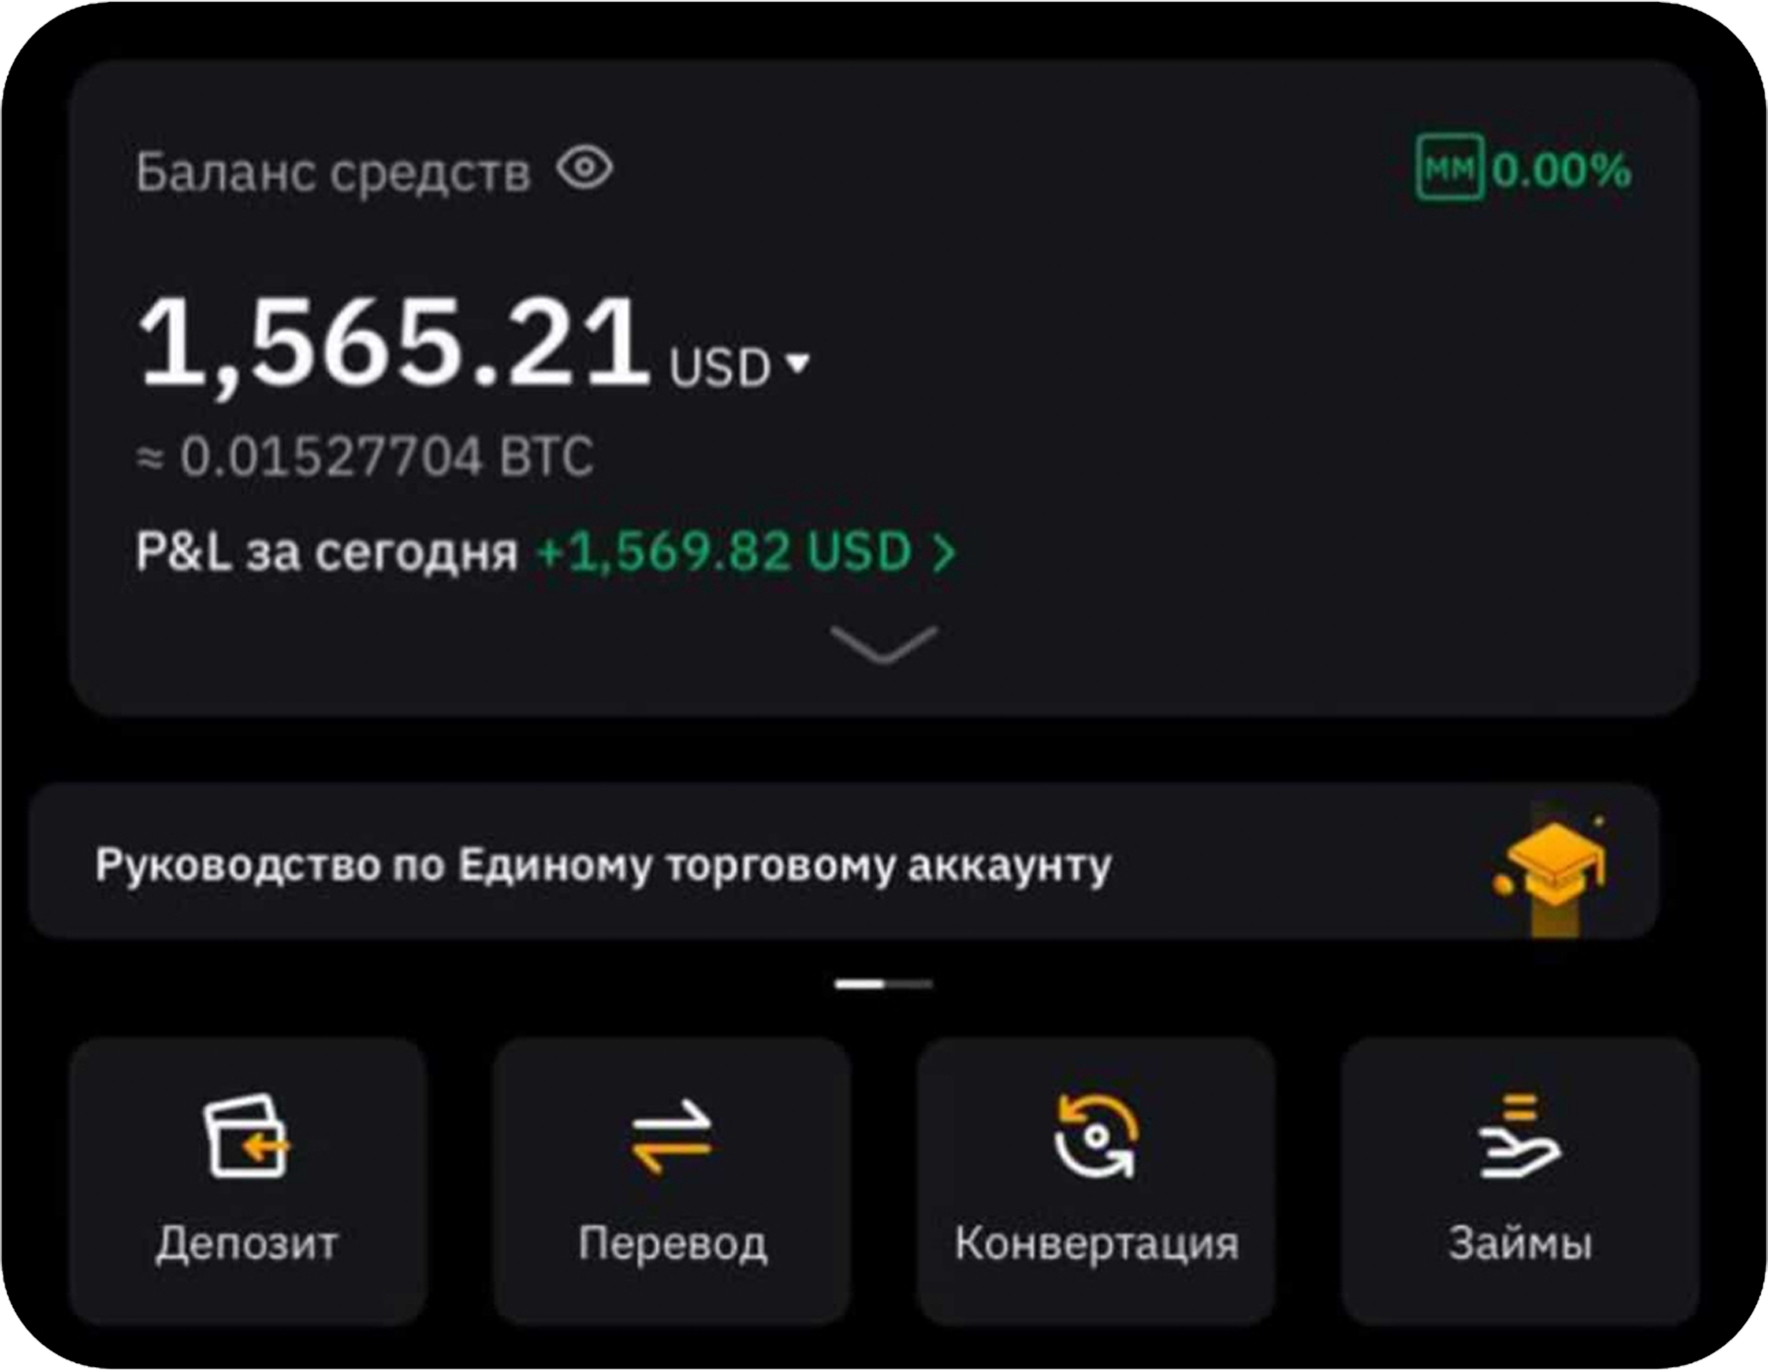 Баланс средств
MM 0.00%
1,565.21 USD
≈ 0.01527704 BTC
P&L за сегодня +1,569.82 USD
Руководство по Единому торговому аккаунту
Депозит
Перевод
Конвертация
Займы